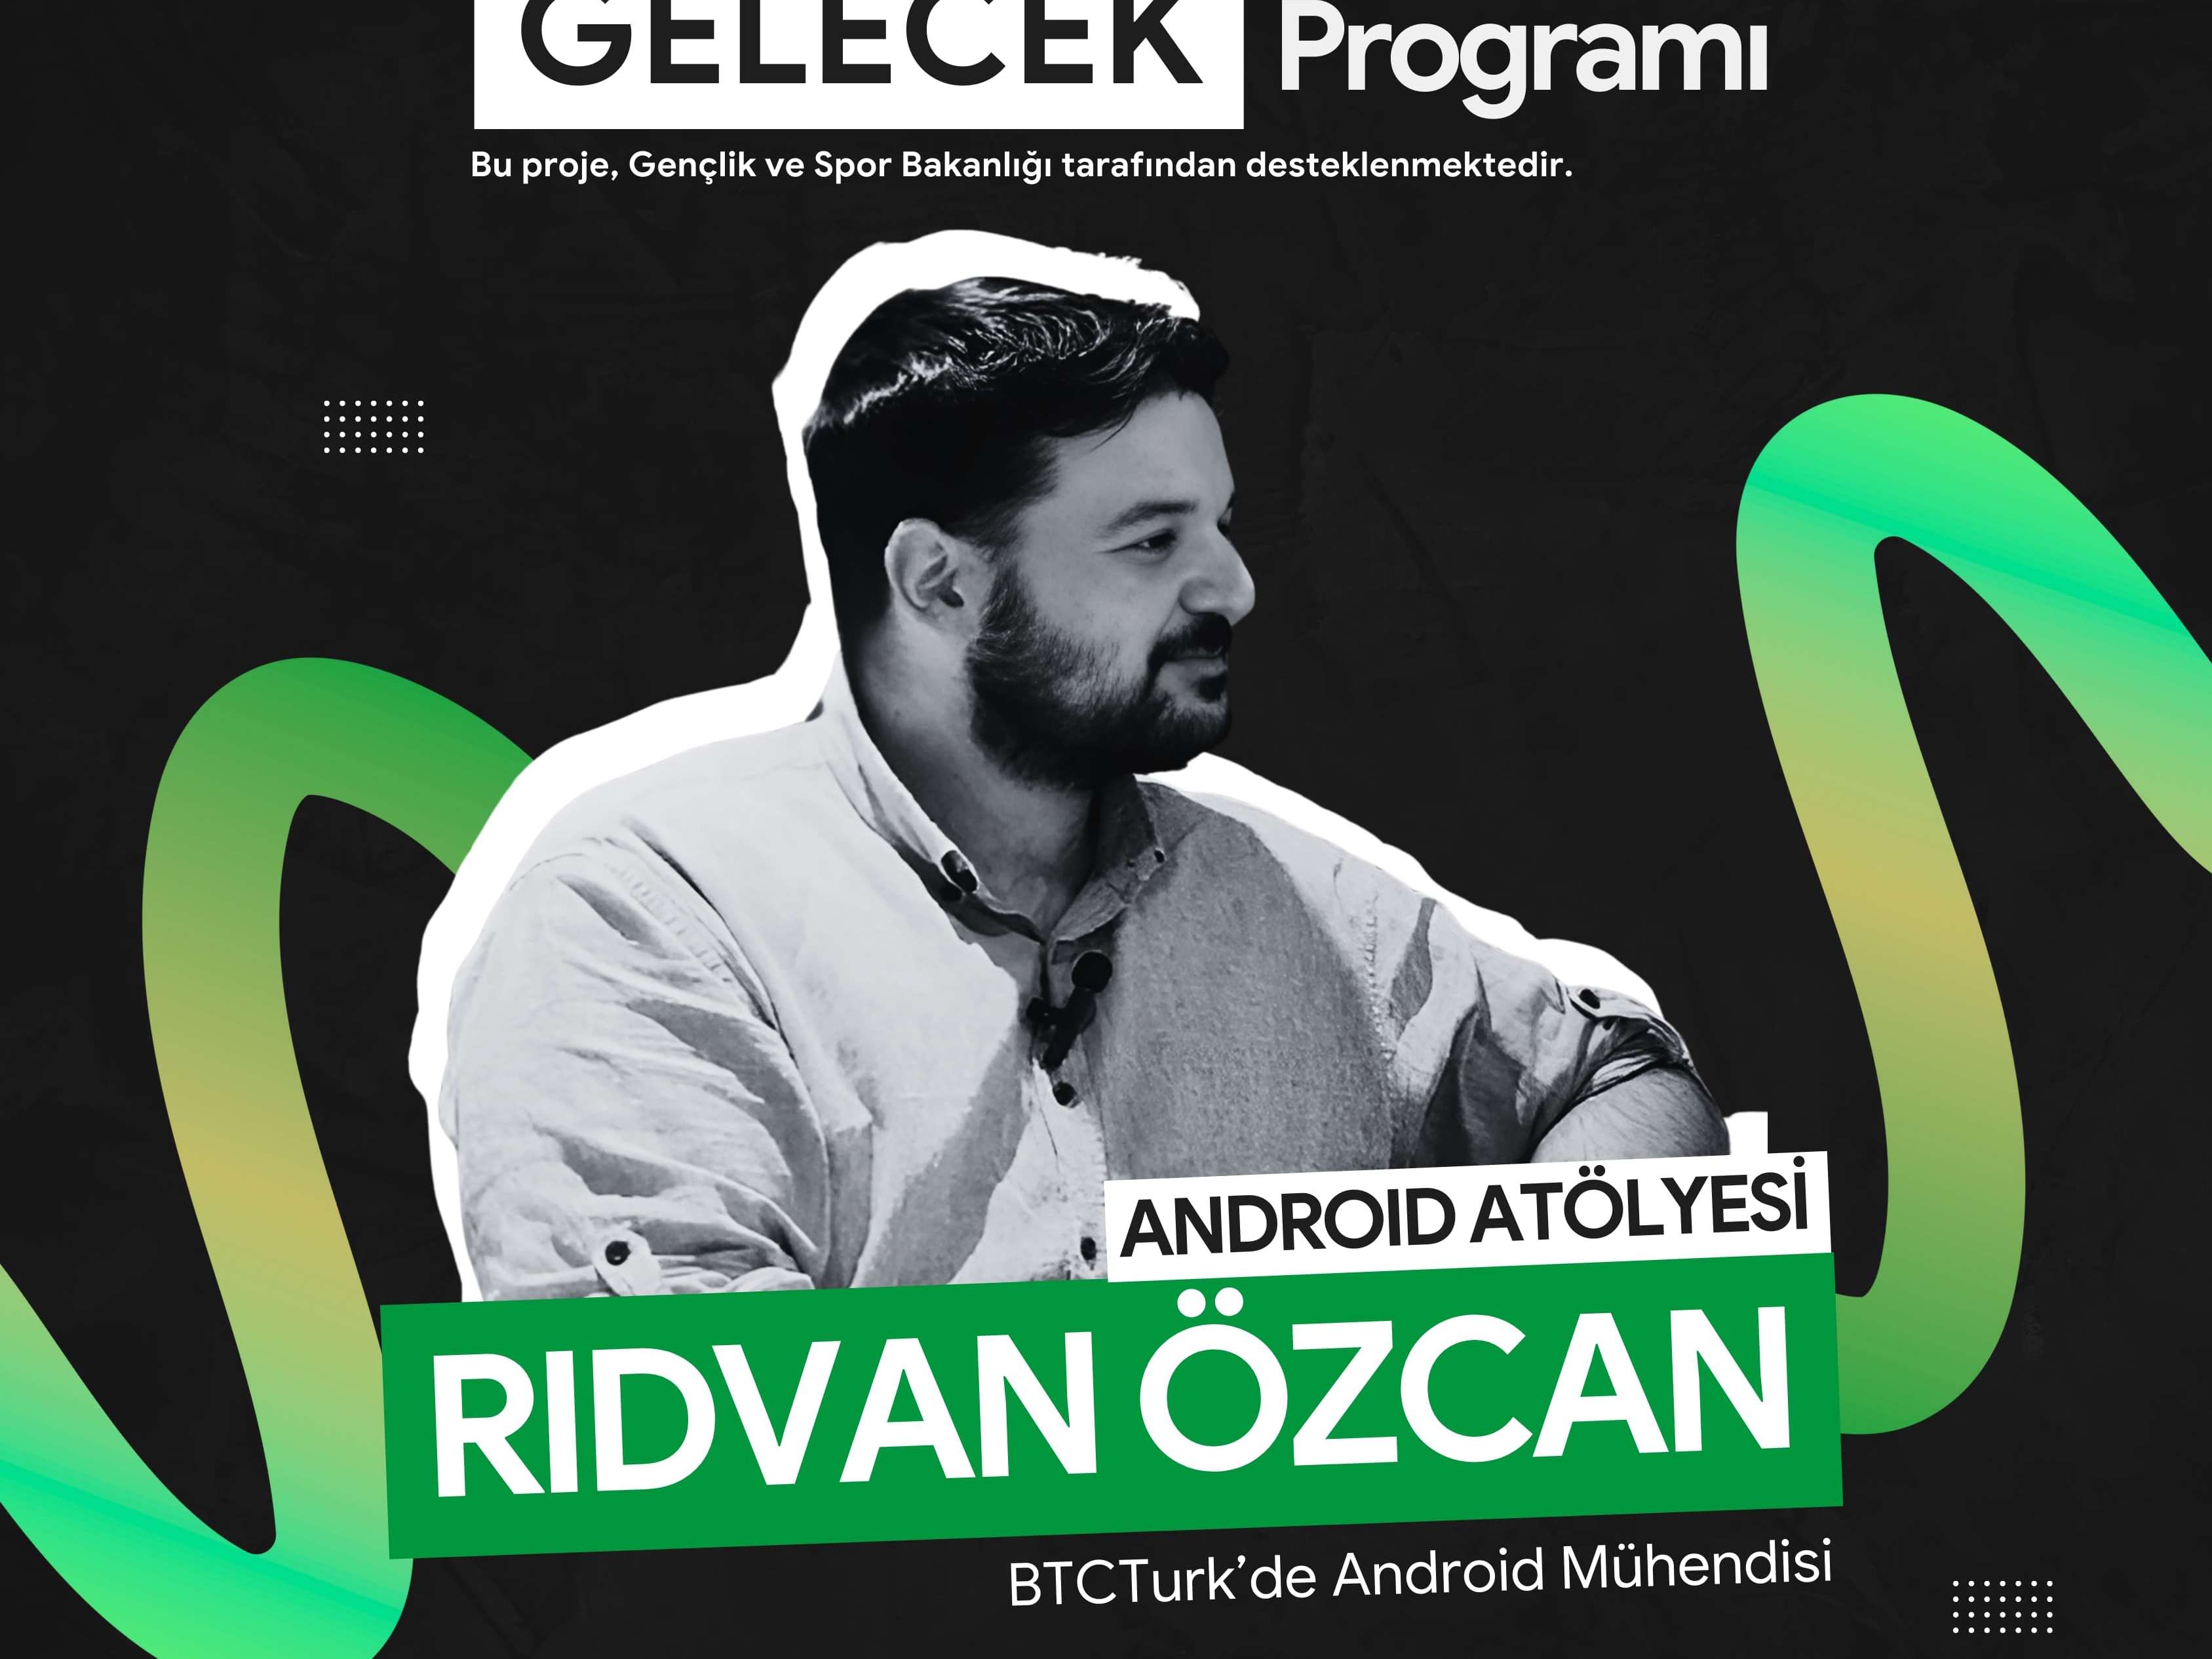 GELECEK Programı
Bu proje, Gençlik ve Spor Bakanlığı tarafından desteklenmektedir.
ANDROID ATÖLYESİ
RIDVAN ÖZCAN
BTCTurk’de Android Mühendisi